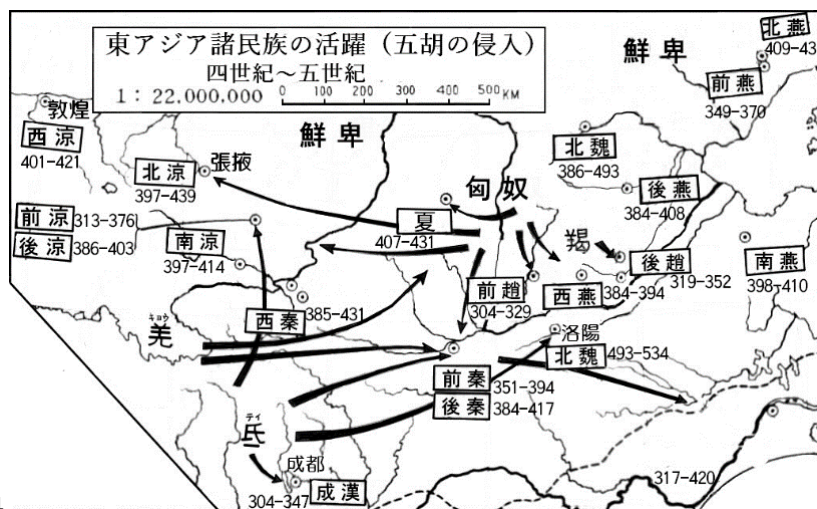 東アジア諸民族の活躍（五胡の侵入）
四世紀～五世紀
1：22,000,000 0 100 200 300 400 500KM
北燕
409-43
鮮卑
前燕
349-370
敦煌
西涼
401-421
鮮卑
北涼
張掖
397-439
北魏
386-493
匈奴
後燕
384-408
前涼 313-376
後涼 386-403
夏
407-431
羯
南涼
397-414
後趙
319-352
南燕
398-410
前趙
304-329
西燕
384-394
西秦
385-431
キョウ
羌
洛陽
北魏 493-534
前秦 351-394
後秦 384-417
テイ
氐
成都
304-347
成漢
317-420